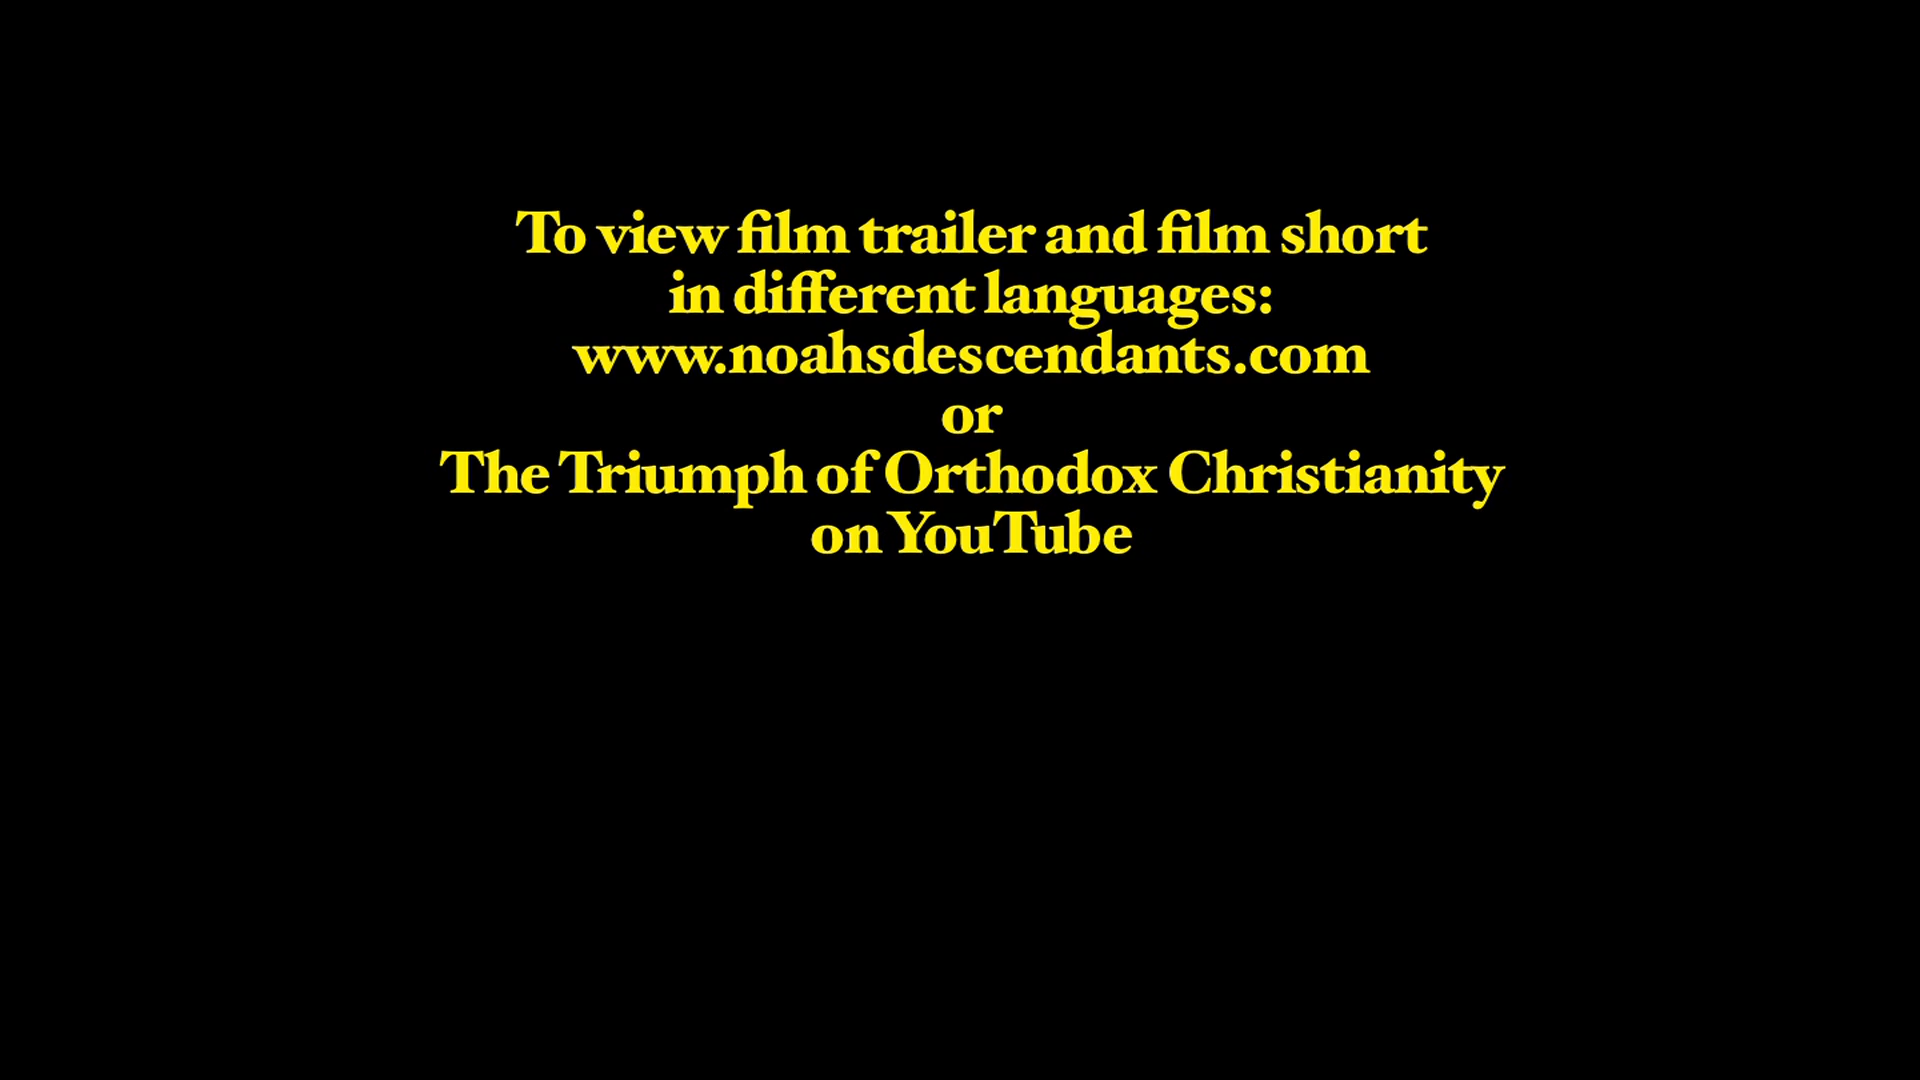 To view film trailer and film short
in different languages:
www.noahsdescendants.com
or
The Triumph of Orthodox Christianity
on YouTube